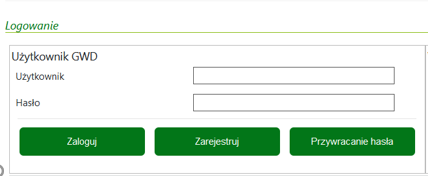 Logowanie
Użytkownik GWD
Użytkownik
Hasło
Zaloguj Zarejestruj Przywracanie hasła